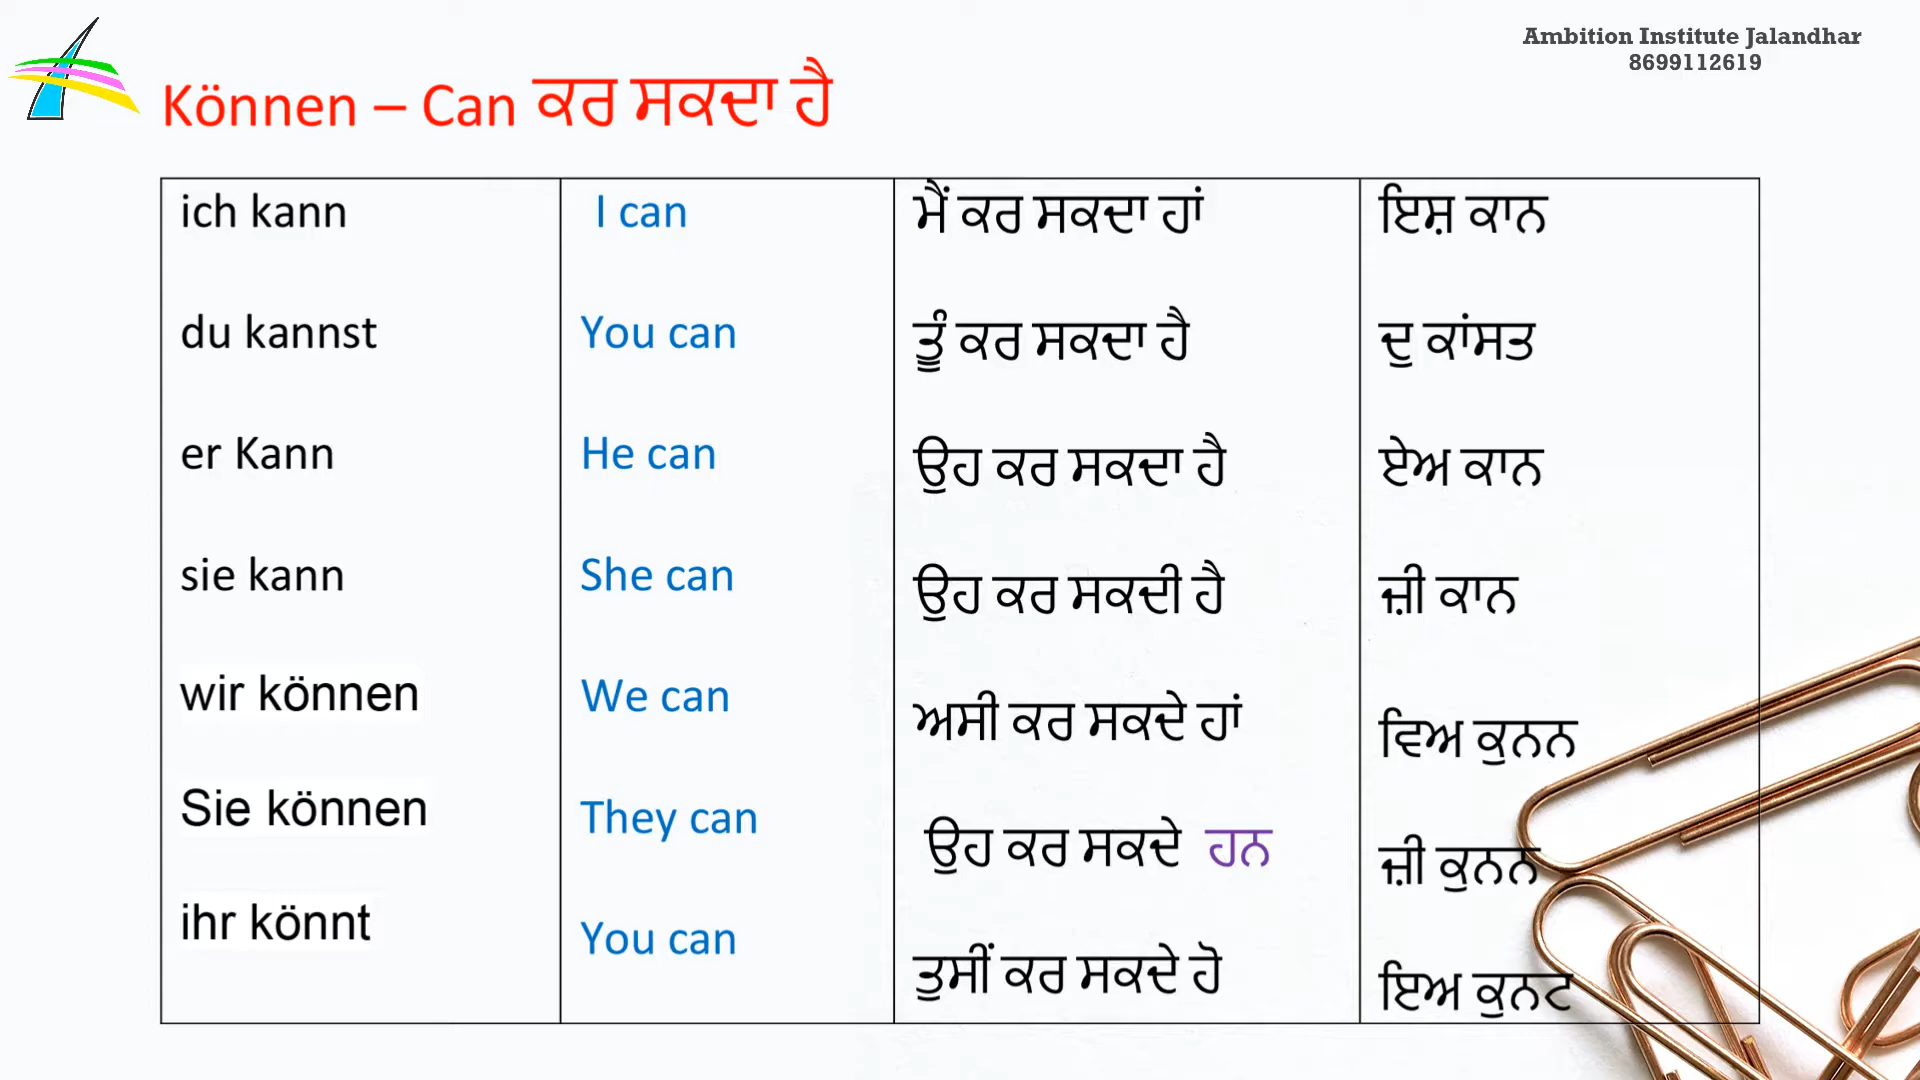 Ambition Institute Jalandhar
8699112619
Können – Can ਕਰ ਸਕਦਾ ਹੈ
ich kann I can ਮੈਂ ਕਰ ਸਕਦਾ ਹਾਂ ਇਸ਼ ਕਾਨ
du kannst You can ਤੂੰ ਕਰ ਸਕਦਾ ਹੈ ਦੁ ਕਾਂਸਤ
er Kann He can ਉਹ ਕਰ ਸਕਦਾ ਹੈ ਏਅ ਕਾਨ
sie kann She can ਉਹ ਕਰ ਸਕਦੀ ਹੈ ਜ਼ੀ ਕਾਨ
wir können We can ਅਸੀ ਕਰ ਸਕਦੇ ਹਾਂ ਵਿਅ ਕੁਨਨ
Sie können They can ਉਹ ਕਰ ਸਕਦੇ ਹਨ ਜ਼ੀ ਕੁਨਨ
ihr könnt You can ਤੁਸੀਂ ਕਰ ਸਕਦੇ ਹੋ ਇਅ ਕੁਨਟ